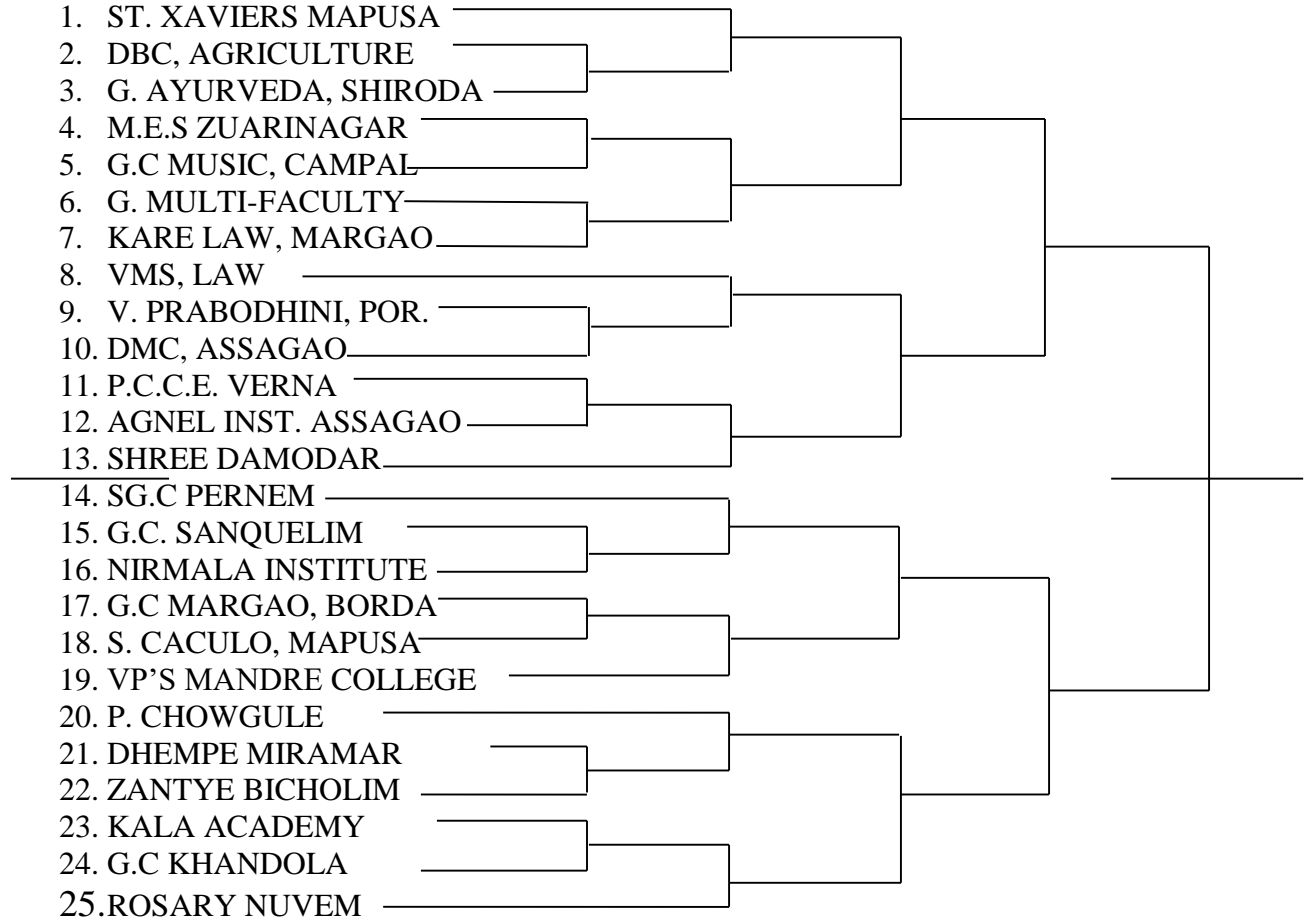 1. ST. XAVIERS MAPUSA
2. DBC, AGRICULTURE
3. G. AYURVEDA, SHIRODA
4. M.E.S ZUARINAGAR
5. G.C MUSIC, CAMPAL
6. G. MULTI-FACULTY
7. KARE LAW, MARGAO
8. VMS, LAW
9. V. PRABODHINI, POR.
10. DMC, ASSAGAO
11. P.C.C.E. VERNA
12. AGNEL INST. ASSAGAO
13. SHREE DAMODAR
14. SG.C PERNEM
15. G.C. SANQUELIM
16. NIRMALA INSTITUTE
17. G.C MARGAO, BORDA
18. S. CACULO, MAPUSA
19. VP’S MANDRE COLLEGE
20. P. CHOWGULE
21. DHEMPE MIRAMAR
22. ZANTYE BICHOLIM
23. KALA ACADEMY
24. G.C KHANDOLA
25.ROSARY NUVEM